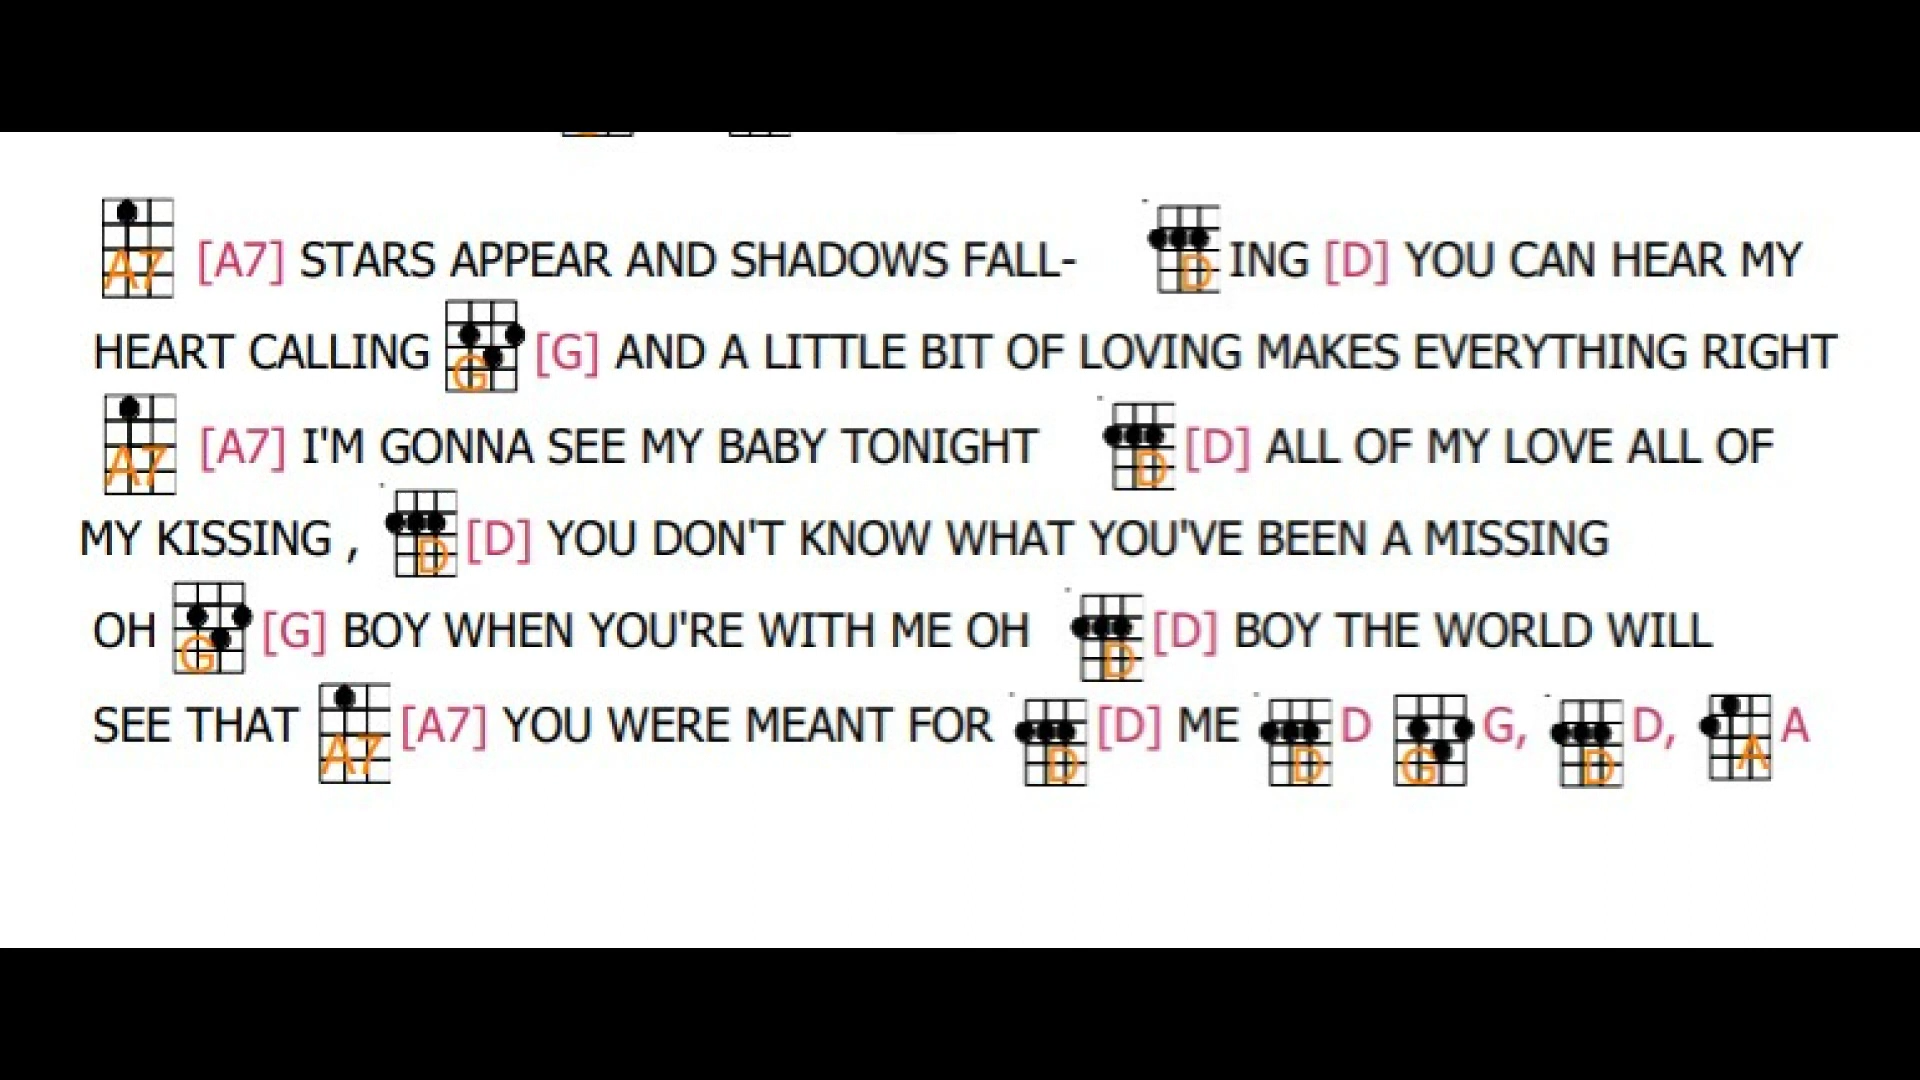 A7 [A7] STARS APPEAR AND SHADOWS FALL- D ING [D] YOU CAN HEAR MY
HEART CALLING G [G] AND A LITTLE BIT OF LOVING MAKES EVERYTHING RIGHT
A7 [A7] I'M GONNA SEE MY BABY TONIGHT D [D] ALL OF MY LOVE ALL OF
MY KISSING , D [D] YOU DON'T KNOW WHAT YOU'VE BEEN A MISSING
OH G [G] BOY WHEN YOU'RE WITH ME OH D [D] BOY THE WORLD WILL
SEE THAT A7 [A7] YOU WERE MEANT FOR D [D] ME D D G G, D D, A A